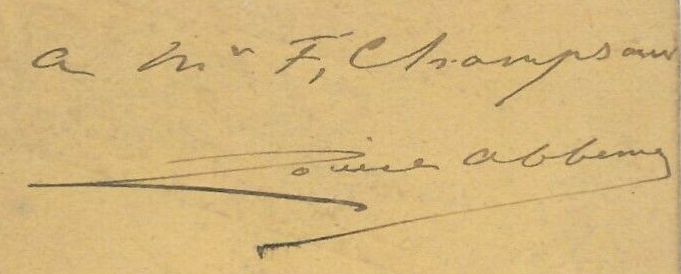 a Mr F. Champsaur
Louise Abbema